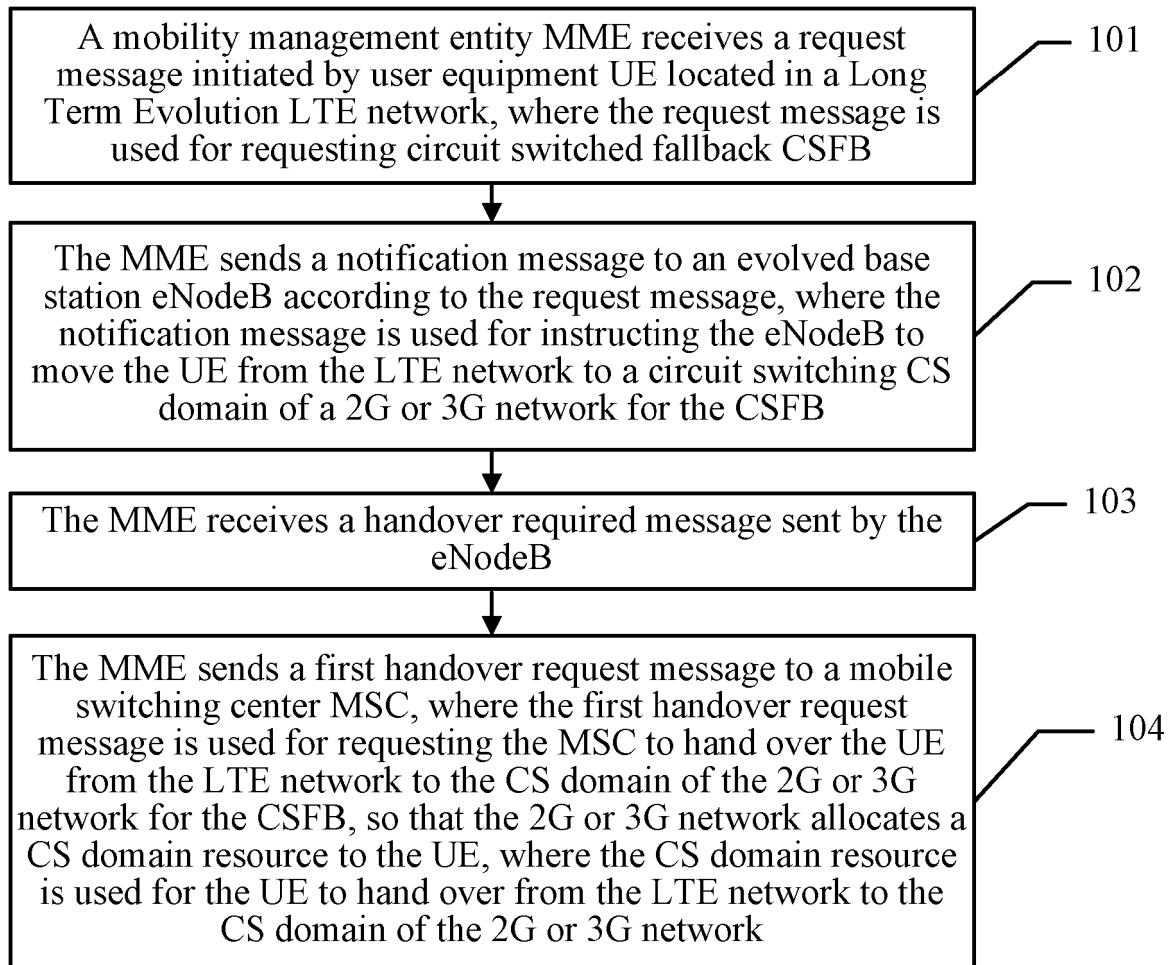 A mobility management entity MME receives a request
message initiated by user equipment UE located in a Long
Term Evolution LTE network, where the request message is
used for requesting circuit switched fallback CSFB
101
The MME sends a notification message to an evolved base
station eNodeB according to the request message, where the
notification message is used for instructing the eNodeB to
move the UE from the LTE network to a circuit switching CS
domain of a 2G or 3G network for the CSFB
102
The MME receives a handover required message sent by the
eNodeB
103
The MME sends a first handover request message to a mobile
switching center MSC, where the first handover request
message is used for requesting the MSC to hand over the UE
from the LTE network to the CS domain of the 2G or 3G
network for the CSFB, so that the 2G or 3G network allocates a
CS domain resource to the UE, where the CS domain resource
is used for the UE to hand over from the LTE network to the
CS domain of the 2G or 3G network
104